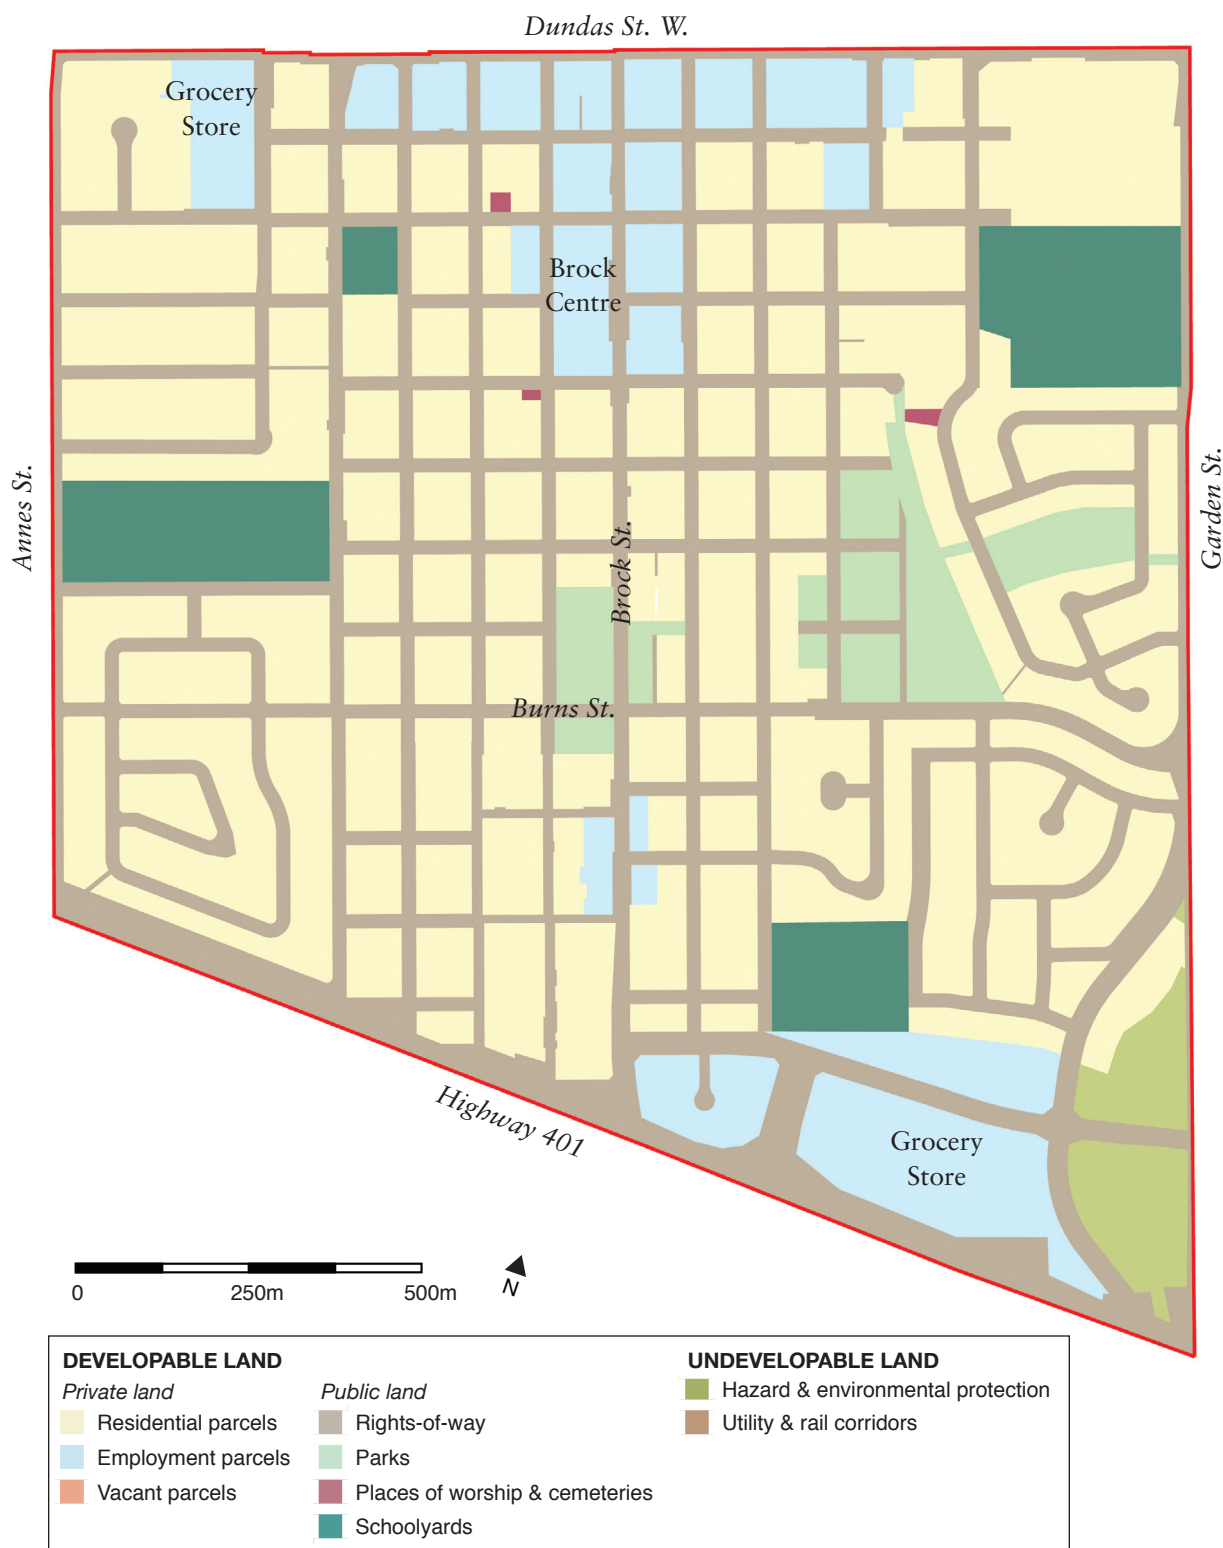 Dundas St. W.
Grocery
Store
Brock
Centre
Annes St.
Brock St.
Garden St.
Burns St.
Highway 401
Grocery
Store
0
250m
500m
N
DEVELOPABLE LAND
Private land
Residential parcels
Employment parcels
Vacant parcels
Public land
Rights-of-way
Parks
Places of worship & cemeteries
Schoolyards
UNDEVELOPABLE LAND
Hazard & environmental protection
Utility & rail corridors